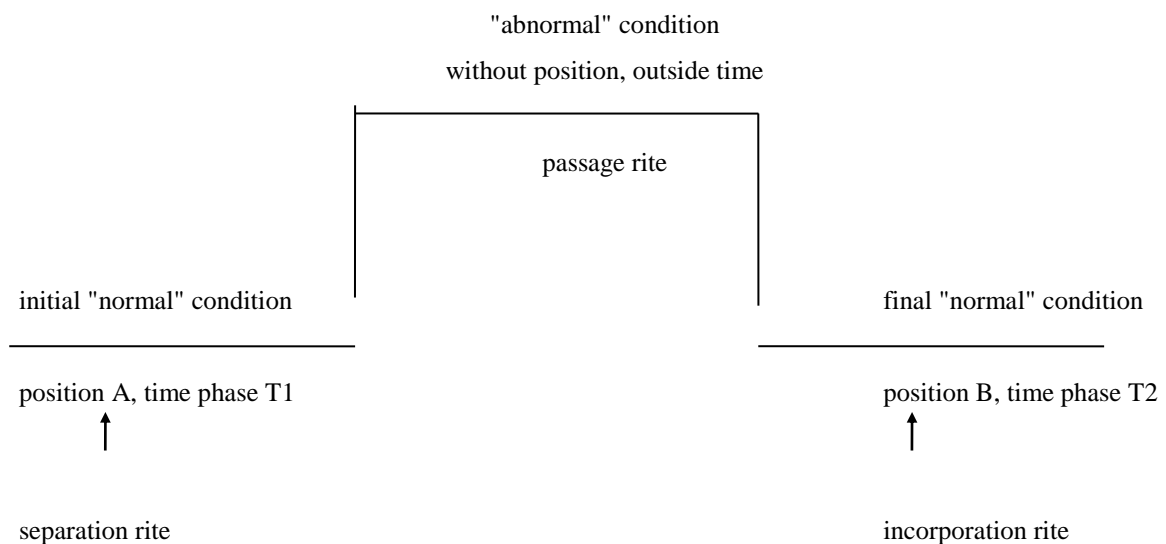 "abnormal" condition
without position, outside time
passage rite
initial "normal" condition
final "normal" condition
position A, time phase T1
position B, time phase T2
separation rite
incorporation rite